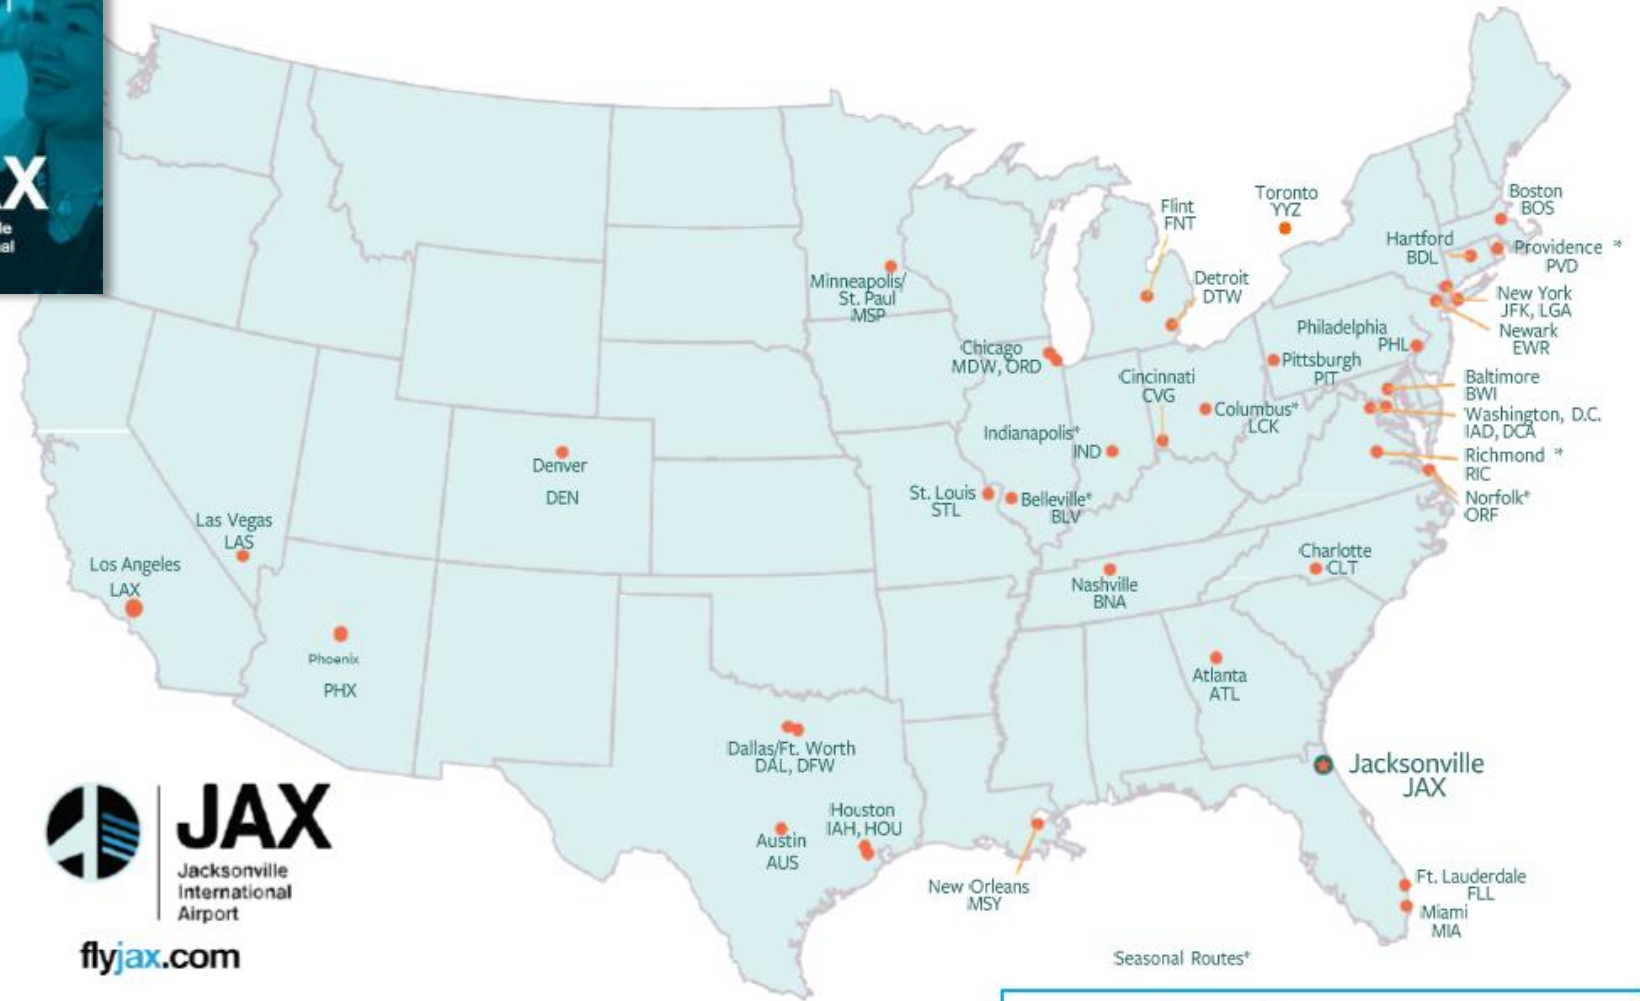 AX
le
al
Flint
FNT
Toronto
YYZ
Boston
BOS
Hartford
BDL
Providence *
PVD
Minneapolis/
St. Paul
MSP
Detroit
DTW
New York
JFK, LGA
Newark
EWR
Philadelphia
PHL
Chicago
MDW, ORD
Pittsburgh
PIT
Cincinnati
CVG
Baltimore
BWI
Washington, D.C.
IAD, DCA
Columbus*
LCK
Indianapolis*
IND
Richmond *
RIC
Denver
DEN
St. Louis
STL
Belleville*
BLV
Norfolk*
ORF
Las Vegas
LAS
Los Angeles
LAX
Charlotte
CLT
Nashville
BNA
Phoenix
PHX
Atlanta
ATL
Dallas/Ft. Worth
DAL, DFW
Jacksonville
JAX
Houston
IAH, HOU
Austin
AUS
New Orleans
MSY
Ft. Lauderdale
FLL
Miami
MIA
JAX
Jacksonville
International
Airport
flyjax.com
Seasonal Routes*